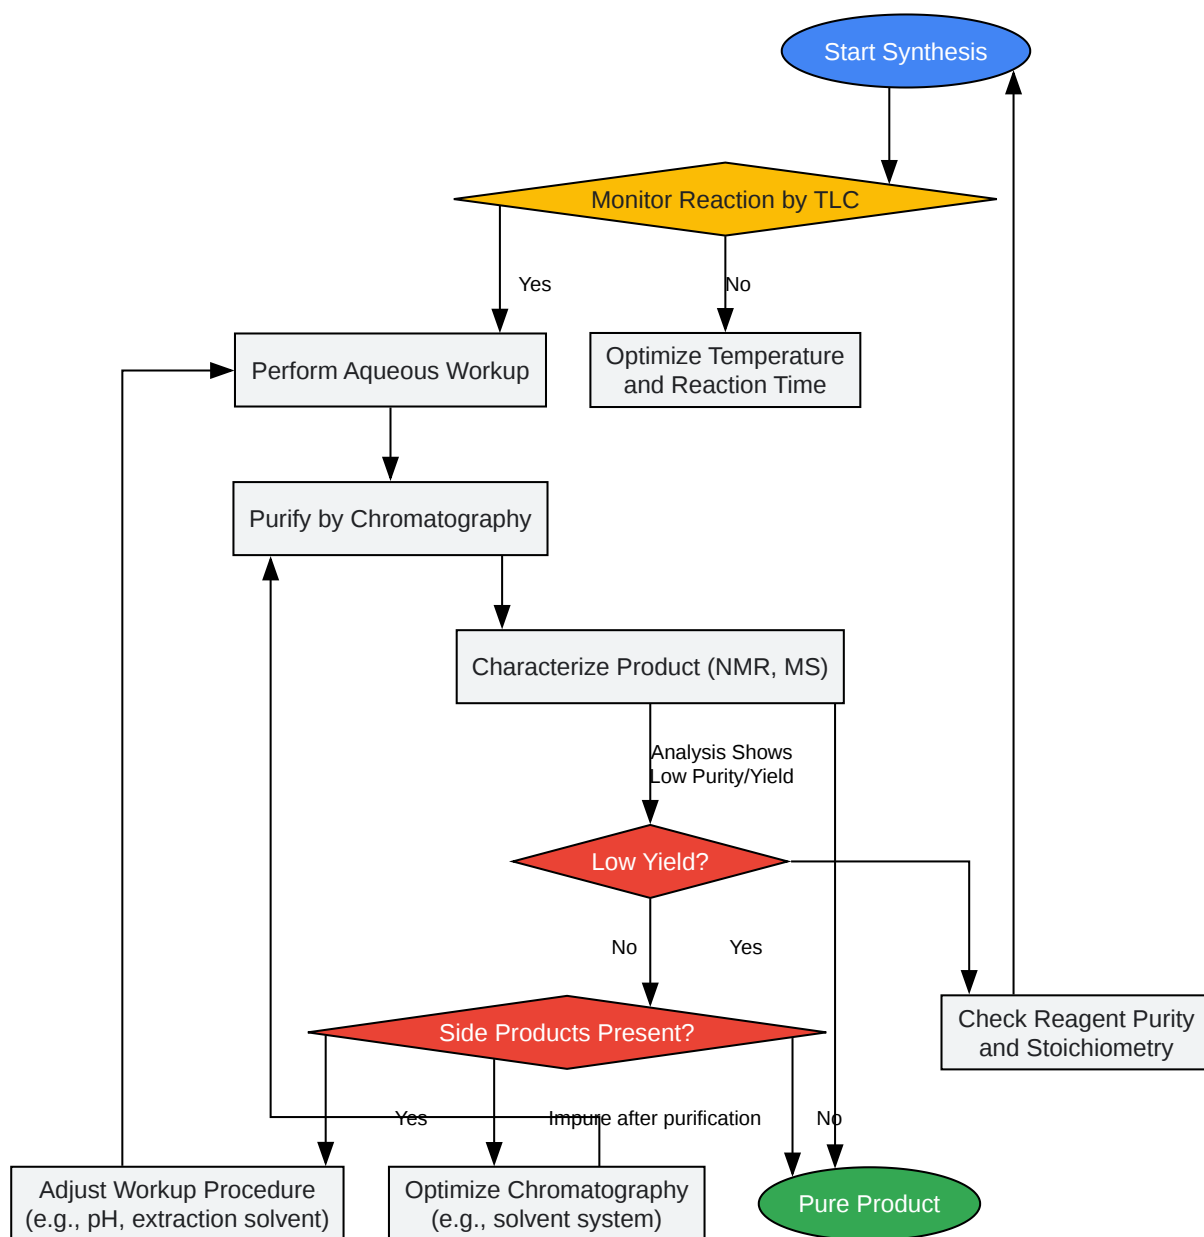 Start Synthesis
Monitor Reaction by TLC
Yes
No
Perform Aqueous Workup
Optimize Temperature
and Reaction Time
Purify by Chromatography
Characterize Product (NMR, MS)
Analysis Shows
Low Purity/Yield
Low Yield?
No
Yes
Check Reagent Purity
and Stoichiometry
Side Products Present?
Yes
Impure after purification
No
Adjust Workup Procedure
(e.g., pH, extraction solvent)
Optimize Chromatography
(e.g., solvent system)
Pure Product